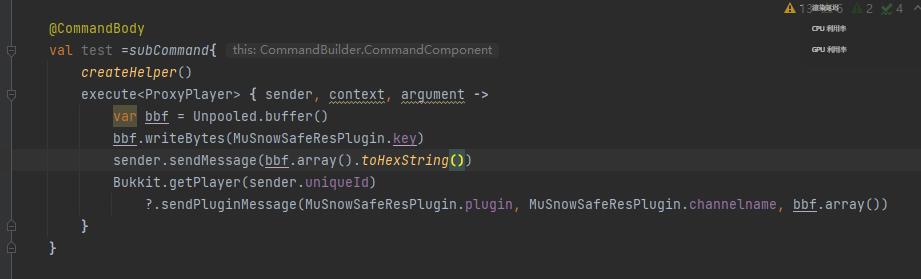 13 6 2 4
CPU 利用率
GPU 利用率
@CommandBody
val test =subCommand{ this: CommandBuilder.CommandComponent
createHelper()
execute<ProxyPlayer> { sender, context, argument ->
var bbf = Unpooled.buffer()
bbf.writeBytes(MuSnowSafeResPlugin.key)
sender.sendMessage(bbf.array().toHexString())
Bukkit.getPlayer(sender.uniqueId)
?.sendPluginMessage(MuSnowSafeResPlugin.plugin, MuSnowSafeResPlugin.channelname, bbf.array())
}
}